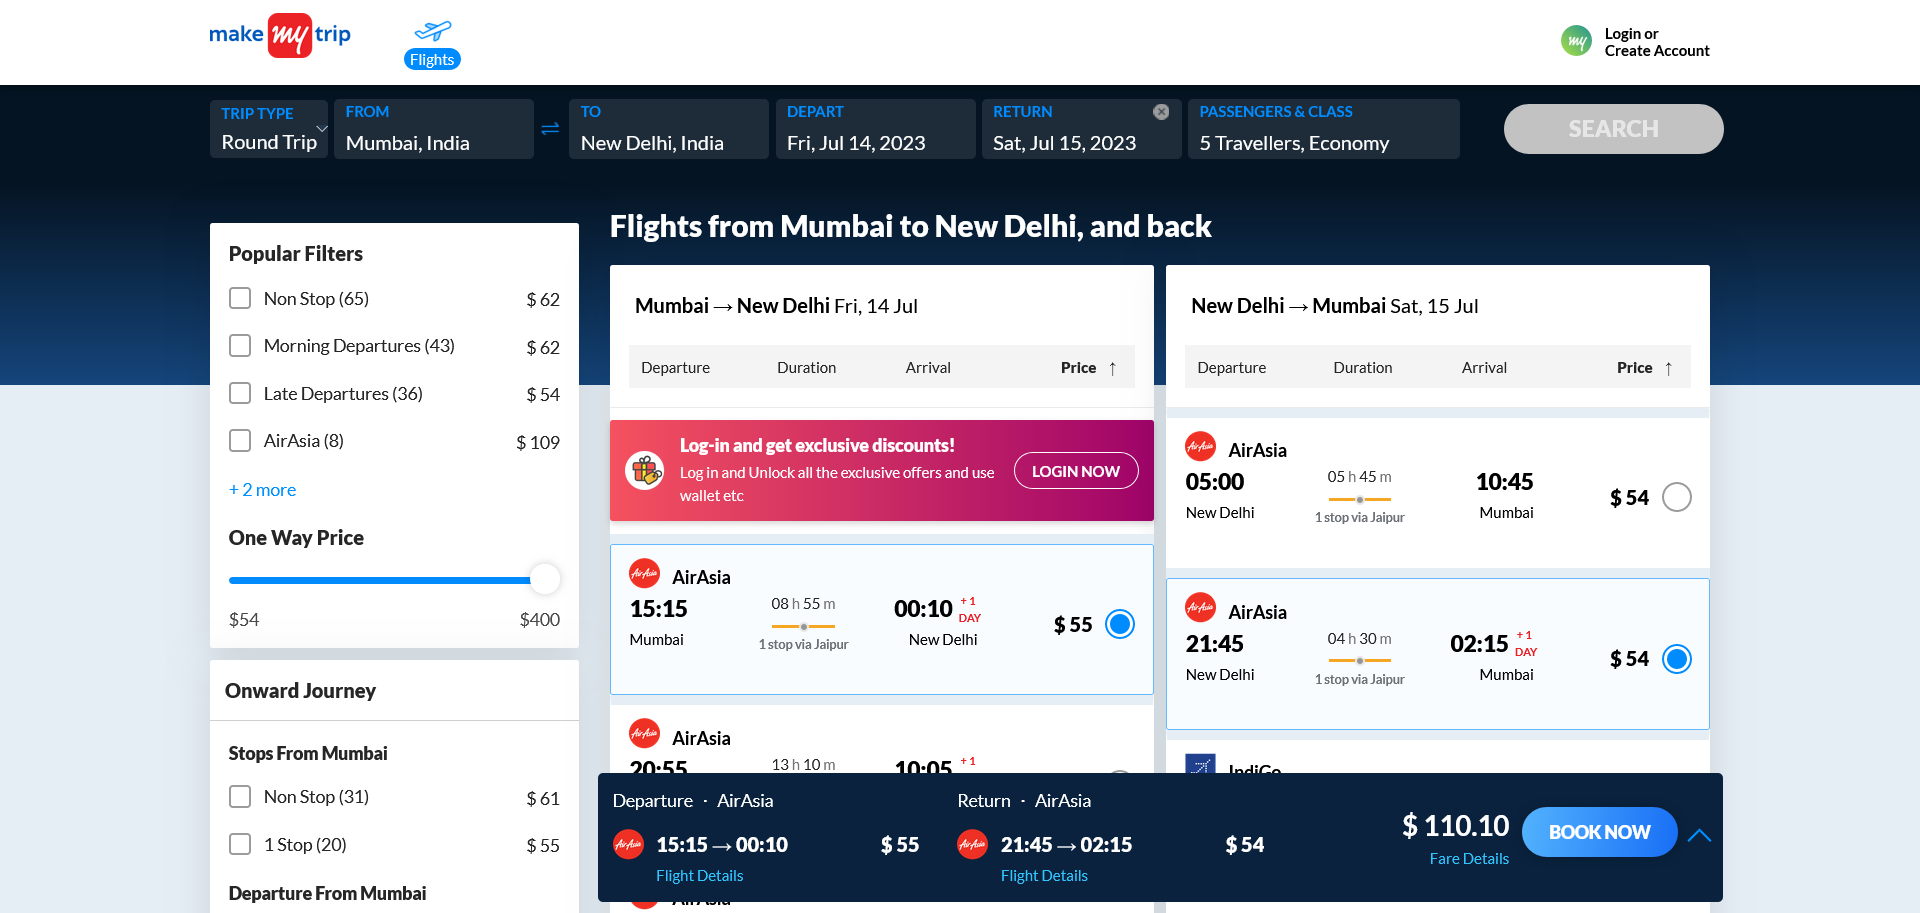 make my trip
Flights
my
Login or
Create Account
TRIP TYPE
Round Trip
FROM
Mumbai, India
TO
New Delhi, India
DEPART
Fri, Jul 14, 2023
RETURN
Sat, Jul 15, 2023
PASSENGERS & CLASS
5 Travellers, Economy
SEARCH
Popular Filters
Non Stop (65) $ 62
Morning Departures (43) $ 62
Late Departures (36) $ 54
AirAsia (8) $ 109
+ 2 more
One Way Price
$54 $400
Onward Journey
Stops From Mumbai
Non Stop (31) $ 61
1 Stop (20) $ 55
Departure From Mumbai
Flights from Mumbai to New Delhi, and back
Mumbai → New Delhi Fri, 14 Jul
Departure Duration Arrival Price ↑
Log-in and get exclusive discounts!
Log in and Unlock all the exclusive offers and use
wallet etc
LOGIN NOW
AirAsia AirAsia
15:15 08 h 55 m 00:10 + 1 DAY $ 55
Mumbai 1 stop via Jaipur New Delhi
AirAsia AirAsia
20:55 13 h 10 m 10:05 + 1
New Delhi → Mumbai Sat, 15 Jul
Departure Duration Arrival Price ↑
AirAsia AirAsia
05:00 05 h 45 m 10:45 $ 54
New Delhi 1 stop via Jaipur Mumbai
AirAsia AirAsia
21:45 04 h 30 m 02:15 + 1 DAY $ 54
New Delhi 1 stop via Jaipur Mumbai
IndiGo
Departure · AirAsia
AirAsia 15:15 → 00:10 $ 55
Flight Details
Return · AirAsia
AirAsia 21:45 → 02:15 $ 54
Flight Details
$ 110.10
Fare Details
BOOK NOW
AirAsia